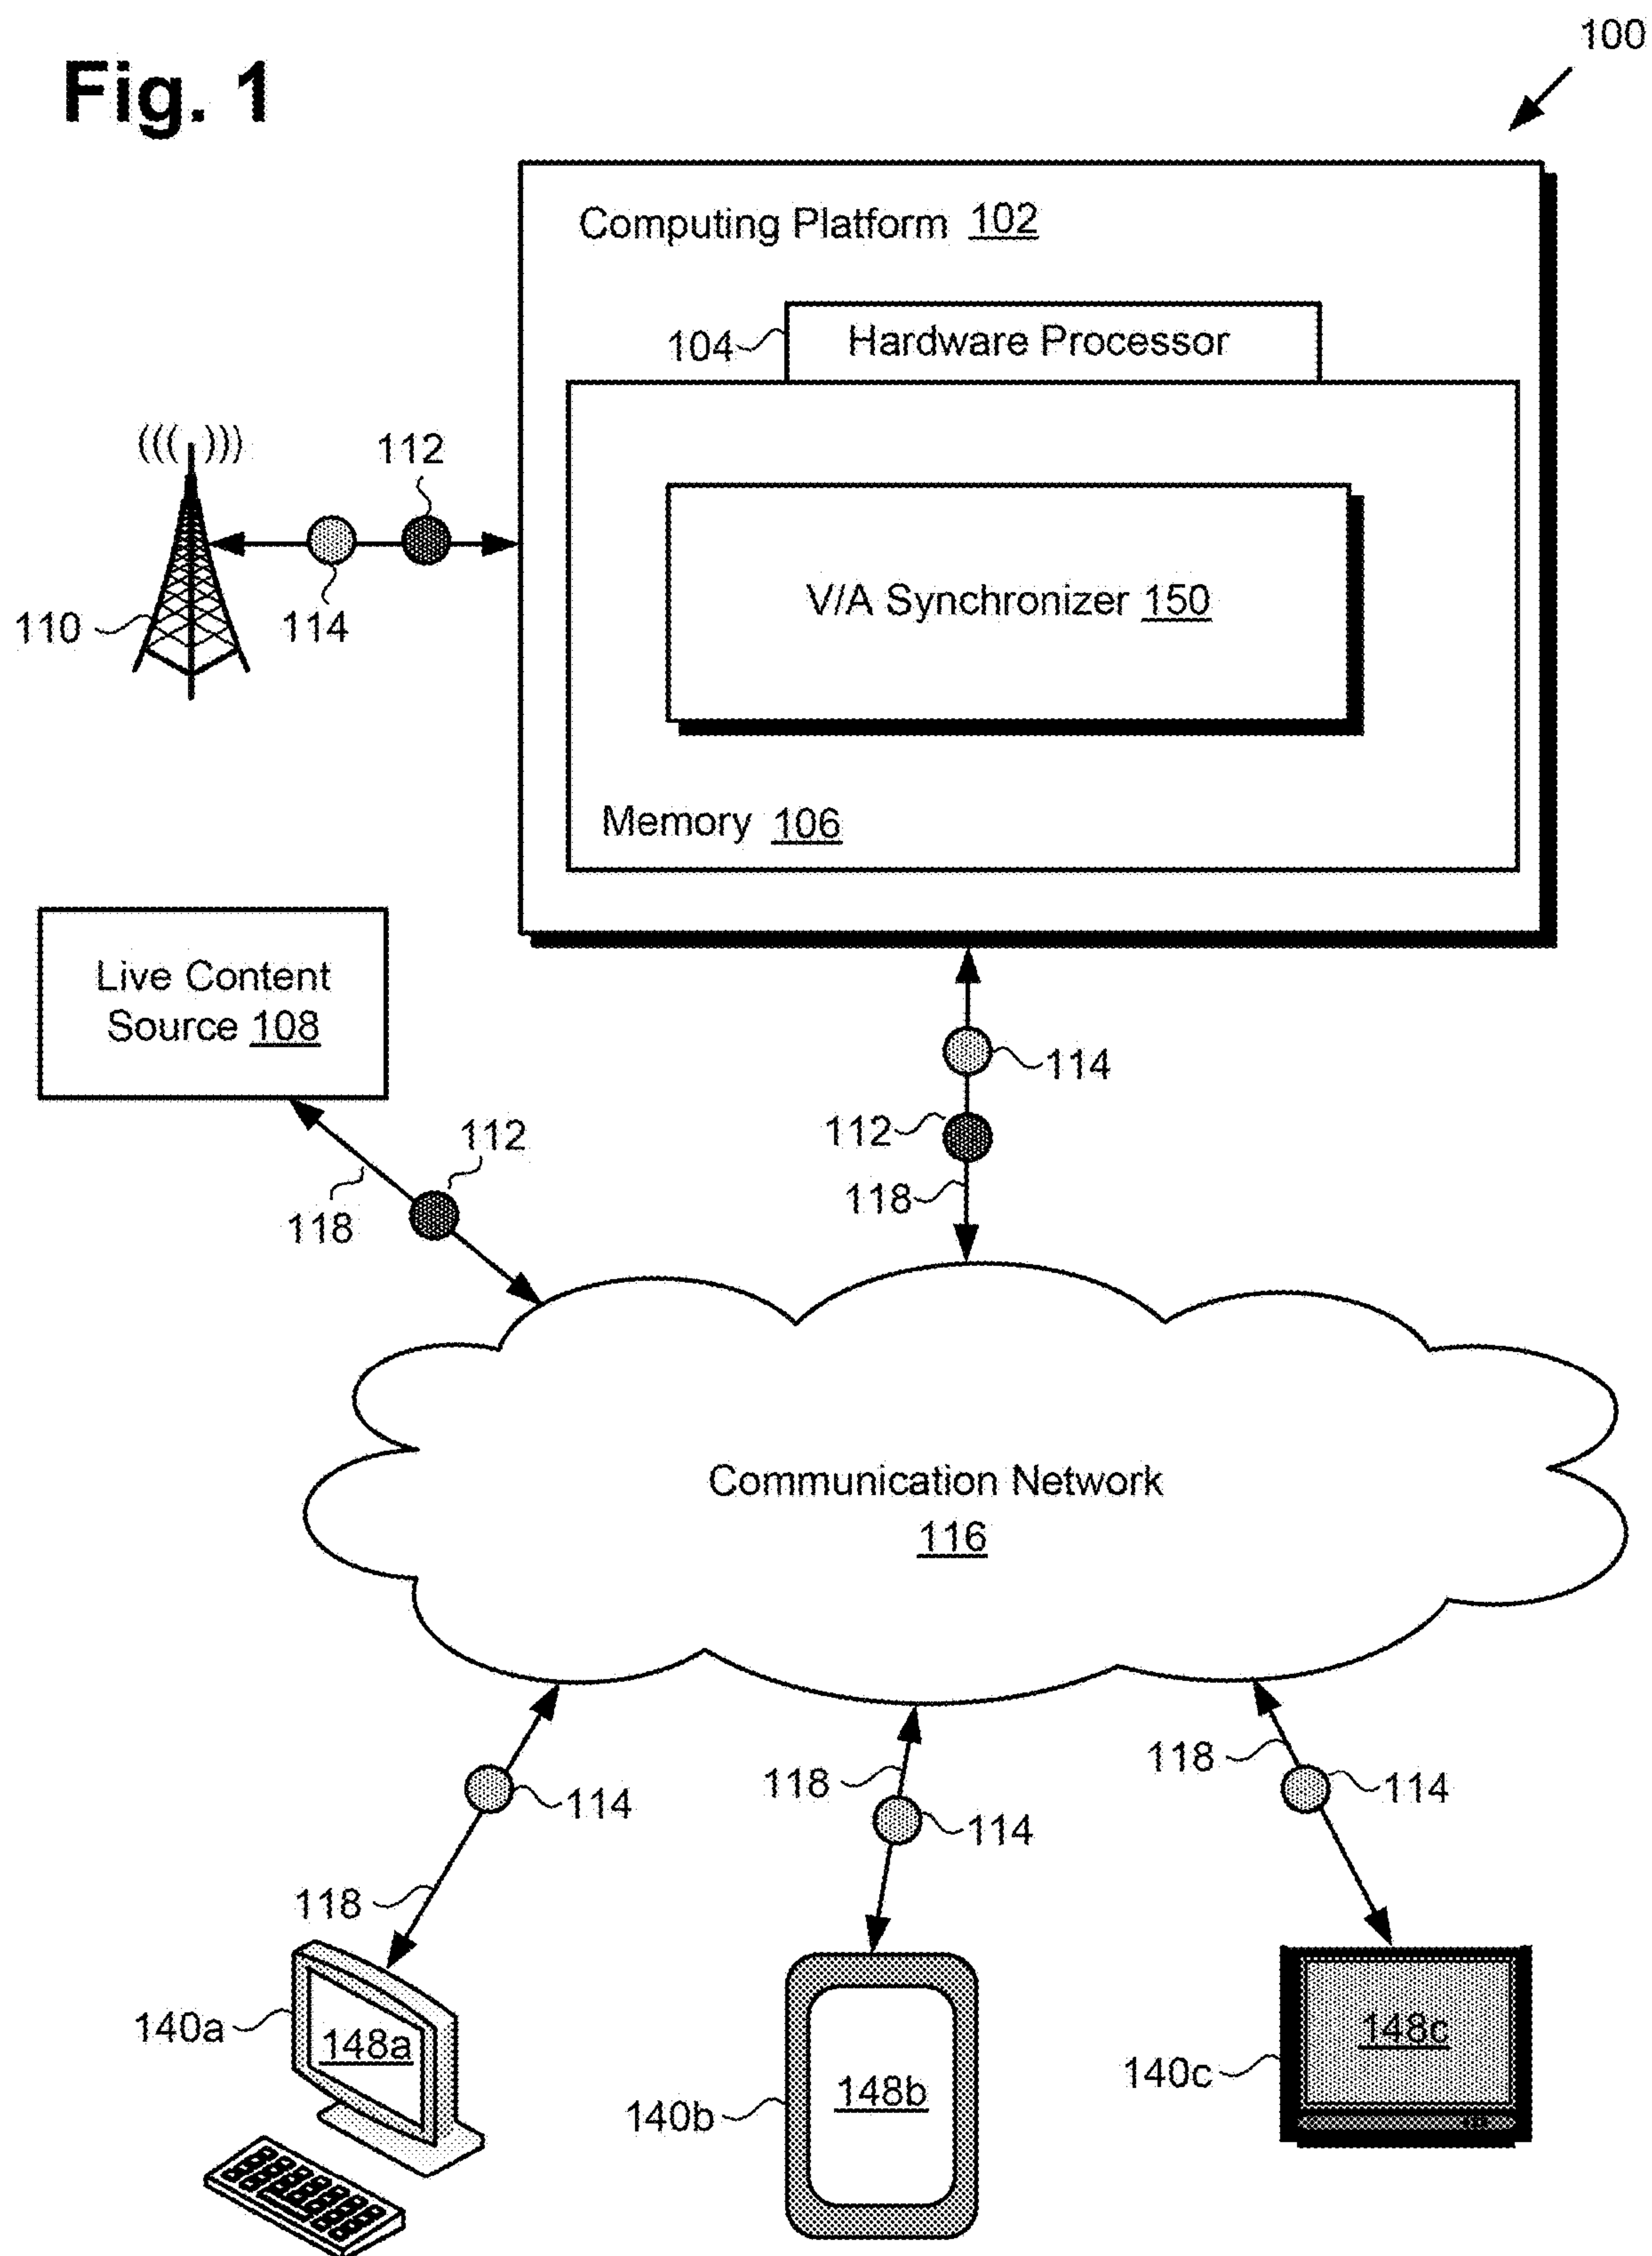 Fig. 1
100
Computing Platform 102
104
Hardware Processor
((( )))
112
114
110
V/A Synchronizer 150
Memory 106
Live Content
Source 108
114
112
118
112
118
Communication Network
116
118
114
118
114
118
114
140a
148a
140b
148b
140c
148c